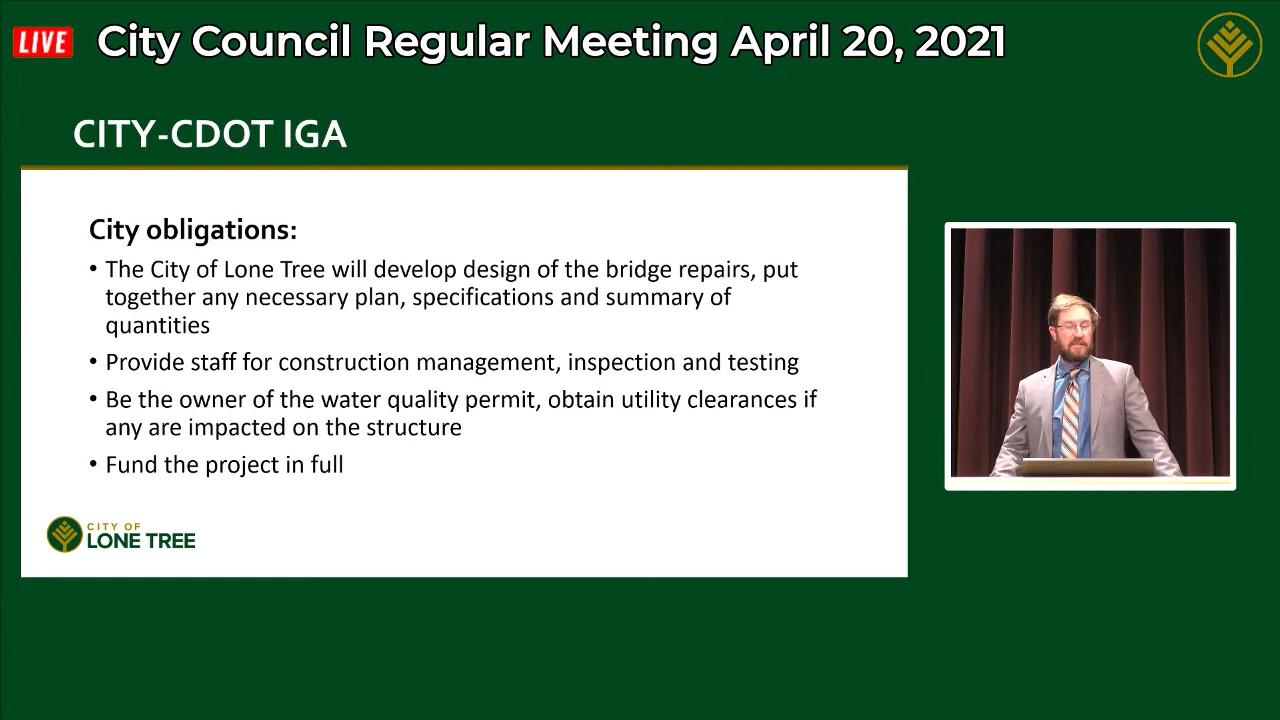 LIVE
City Council Regular Meeting April 20, 2021
CITY-CDOT IGA
City obligations:
• The City of Lone Tree will develop design of the bridge repairs, put
together any necessary plan, specifications and summary of
quantities
• Provide staff for construction management, inspection and testing
• Be the owner of the water quality permit, obtain utility clearances if
any are impacted on the structure
• Fund the project in full
CITY OF
LONE TREE